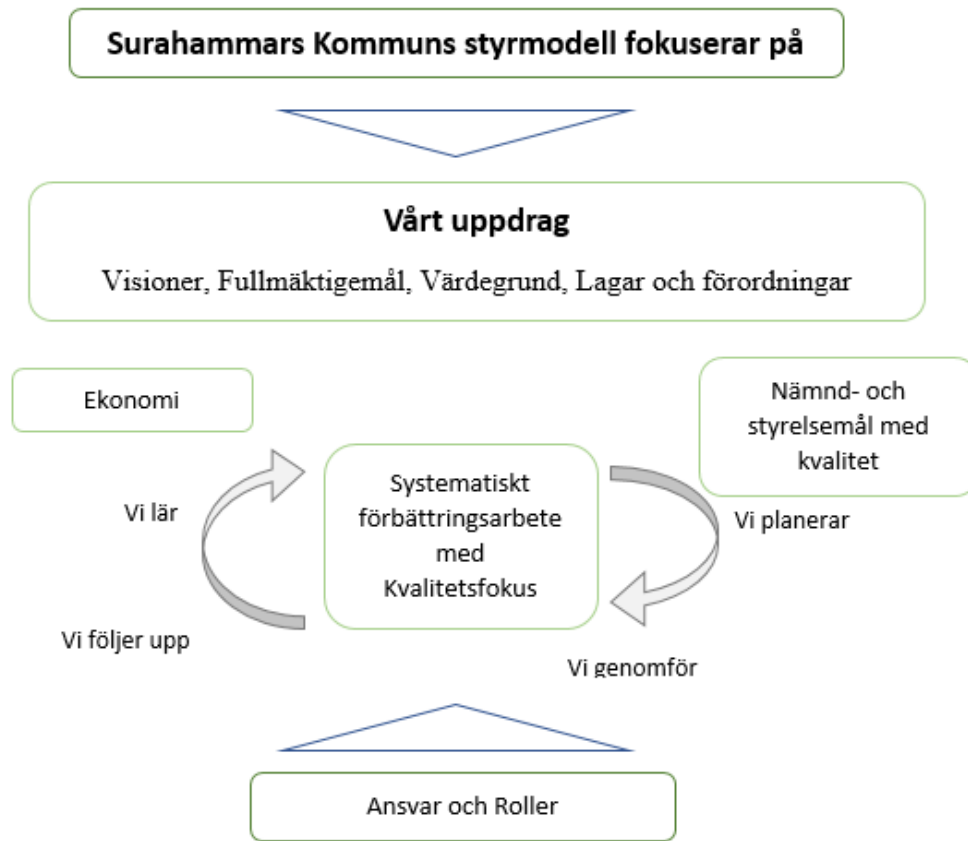 Surahammars Kommuns styrmodell fokuserar på
Vårt uppdrag
Visioner, Fullmäktigemål, Värdegrund, Lagar och förordningar
Ekonomi
Nämnd- och
styrelsemål med
kvalitet
Systematiskt
förbättringsarbete
med
Kvalitetsfokus
Vi lär
Vi planerar
Vi följer upp
Vi genomför
Ansvar och Roller